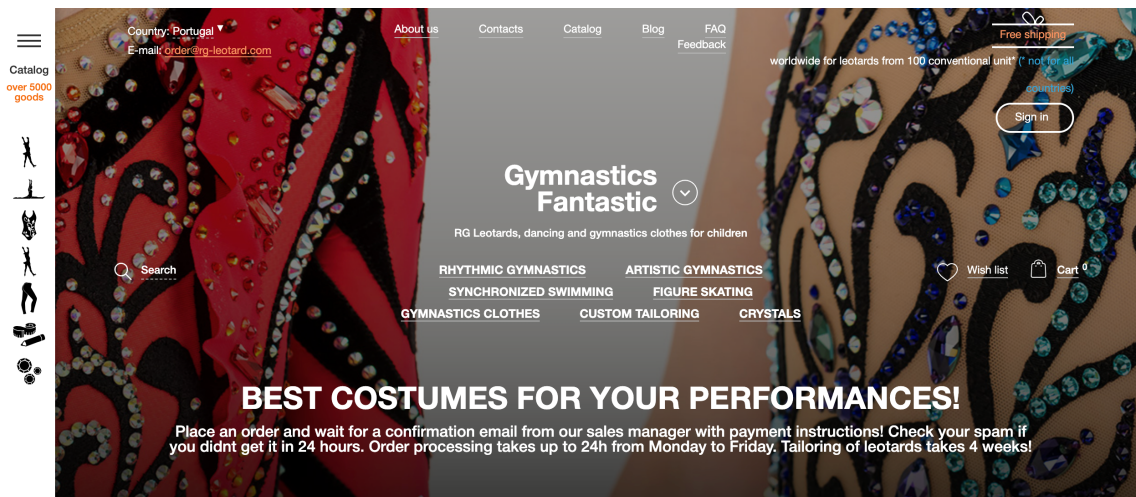 Catalog
over 5000
goods
Country: Portugal
E-mail: order@rg-leotard.com
About us
Contacts
Catalog
Blog
FAQ
Feedback
Free shipping
worldwide for leotards from 100 conventional unit* (* not for all
countries)
Sign in
Gymnastics
Fantastic
RG Leotards, dancing and gymnastics clothes for children
Search
RHYTHMIC GYMNASTICS
ARTISTIC GYMNASTICS
SYNCHRONIZED SWIMMING
FIGURE SKATING
GYMNASTICS CLOTHES
CUSTOM TAILORING
CRYSTALS
Wish list
Cart 0
BEST COSTUMES FOR YOUR PERFORMANCES!
Place an order and wait for a confirmation email from our sales manager with payment instructions! Check your spam if
you didnt get it in 24 hours. Order processing takes up to 24h from Monday to Friday. Tailoring of leotards takes 4 weeks!